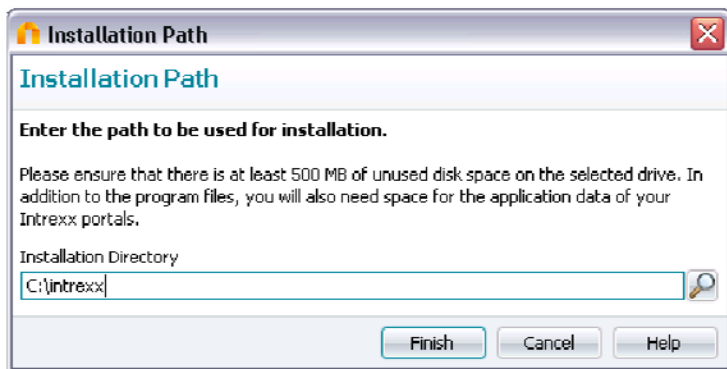 Installation Path
Installation Path
Enter the path to be used for installation.
Please ensure that there is at least 500 MB of unused disk space on the selected drive. In
addition to the program files, you will also need space for the application data of your
Intrexx portals.
Installation Directory
C:\intrexx
Finish Cancel Help